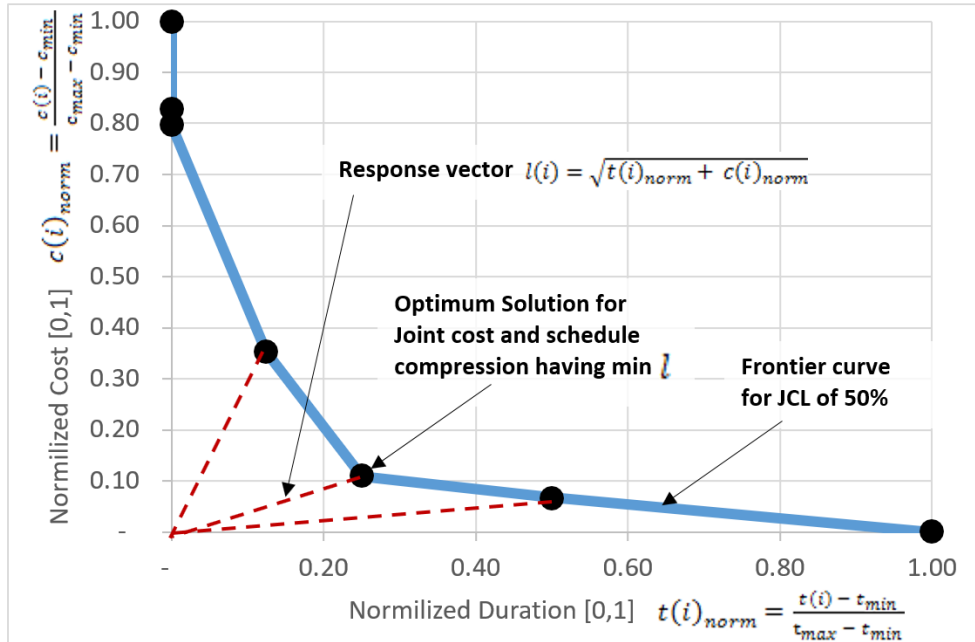 1.00
0.90
0.80
0.70
0.60
0.50
0.40
0.30
0.20
0.10
-
Normilized Cost [0,1] c(i)norm = c(i) − cmin / cmax − cmin
Response vector l(i) = √t(i)norm + c(i)norm
Optimum Solution for
Joint cost and schedule
compression having min l
Frontier curve
for JCL of 50%
- 0.20 0.40 0.60 0.80 1.00
Normilized Duration [0,1] t(i)norm = t(i) − tmin / tmax − tmin